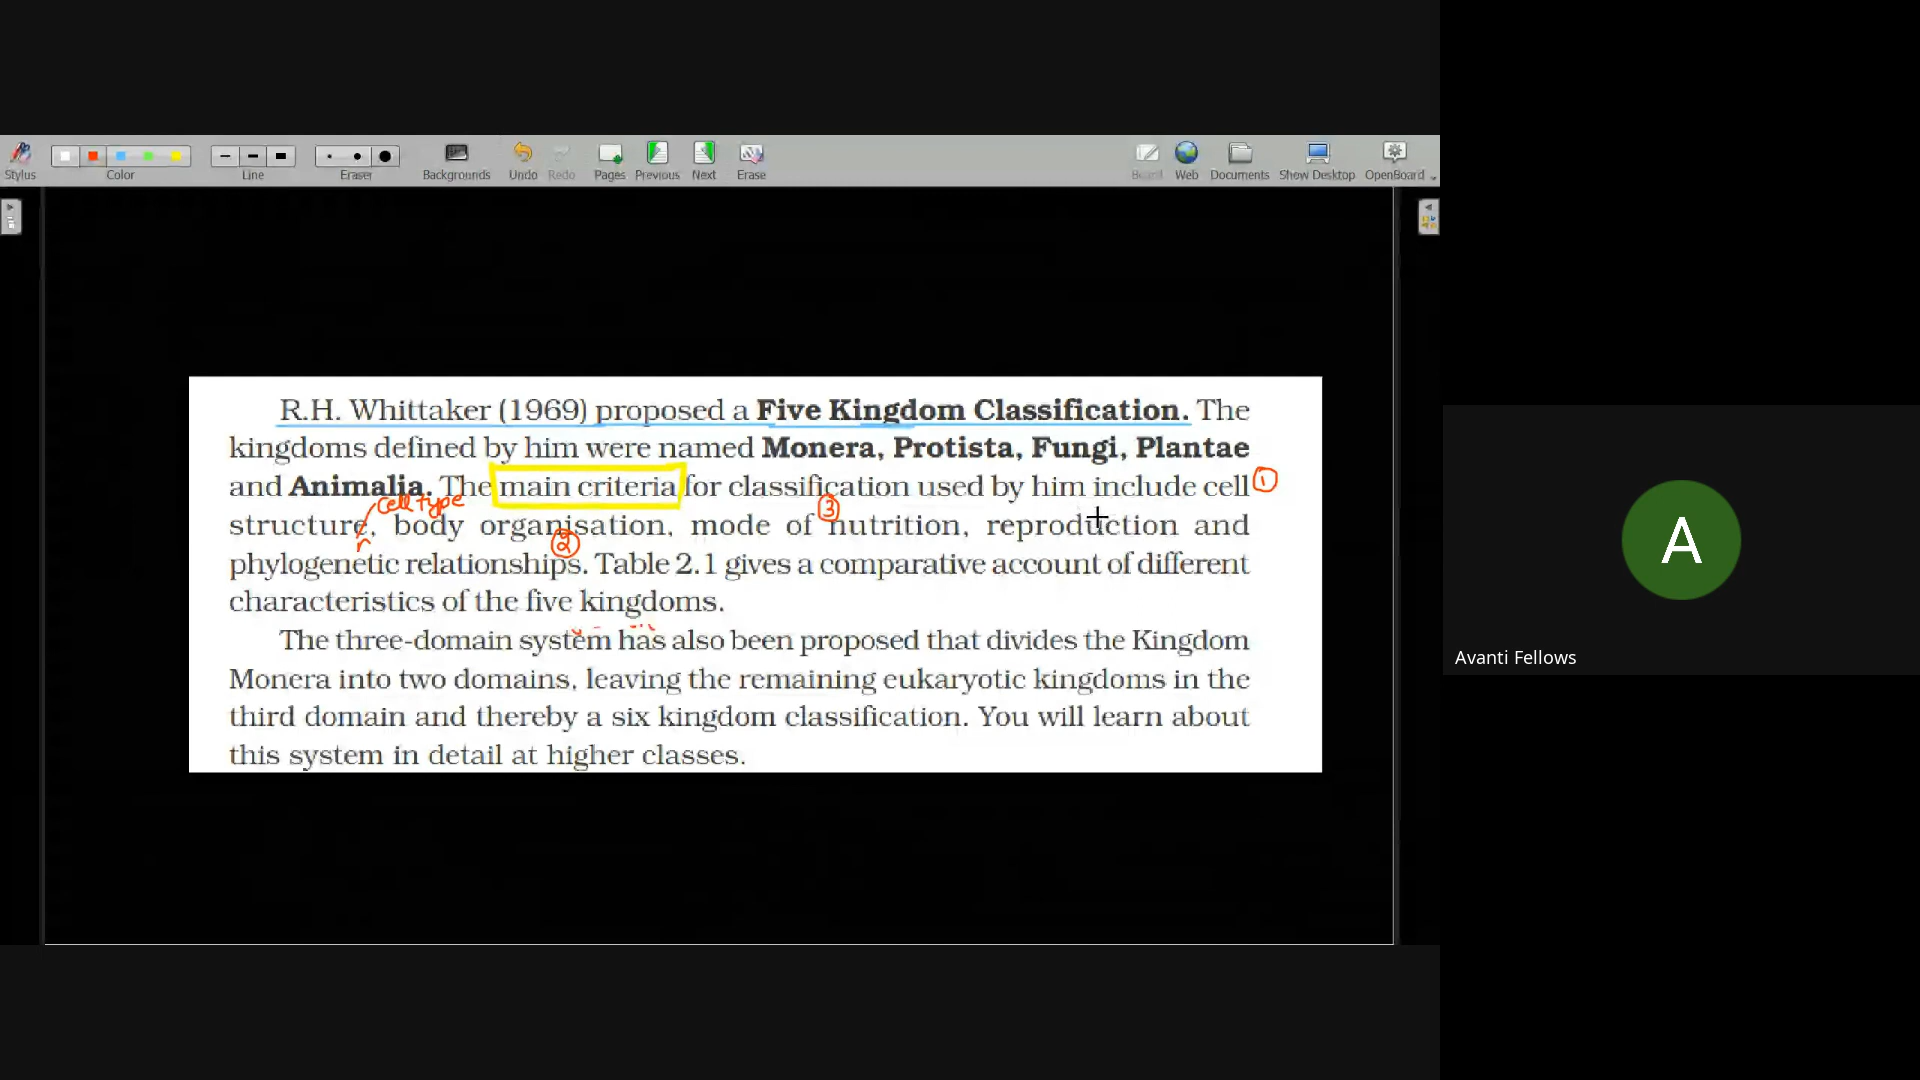 Stylus Color Line Eraser Backgrounds Undo Redo Pages Previous Next Erase Board Web Documents Show Desktop OpenBoard
R.H. Whittaker (1969) proposed a Five Kingdom Classification. The
kingdoms defined by him were named Monera, Protista, Fungi, Plantae
and Animalia. The main criteria for classification used by him include cell ①
cell type
③
structure, body organisation, mode of nutrition, reproduction and
②
phylogenetic relationships. Table 2.1 gives a comparative account of different
characteristics of the five kingdoms.
The three-domain system has also been proposed that divides the Kingdom
Monera into two domains, leaving the remaining eukaryotic kingdoms in the
third domain and thereby a six kingdom classification. You will learn about
this system in detail at higher classes.
A
Avanti Fellows